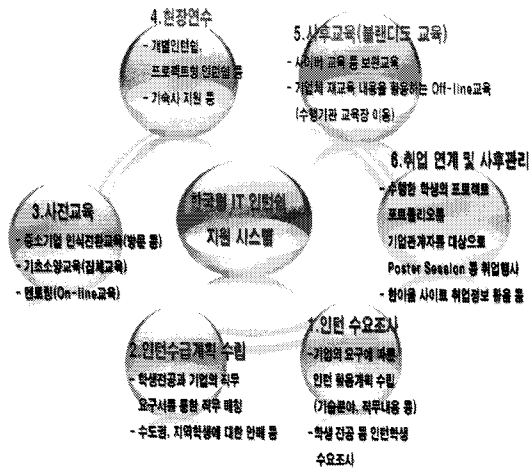 4.현장연수
- 개별인턴쉽,
프로젝트형 인턴쉽 등
- 기숙사 지원 등
5.사후교육(블랜디드 교육)
- 사이버 교육 등 보편교육
- 기업체 재교육 내용을 활용하는 Off-line교육
(수행기관 교육장 이용)
6.취업 연계 및 사후관리
- 수행한 학생의 프로젝트
포트폴리오를
기업관계자를 대상으로
Poster Session 등 취업행사
- 한이음 사이트 취업정보 활용 등
한국형 IT 인턴쉽
지원 시스템
3.사전교육
- 중소기업 인식전환교육(방문 등)
- 기초소양교육(집체교육)
- 멘토링(On-line교육)
2.인턴수급계획 수립
- 학생전공과 기업의 직무
요구서를 통한 직무 매칭
- 수도권, 지역학생에 대한 안배 등
1.인턴 수요조사
-기업의 요구에 따른
인턴 활용계획 수립
(기술분야, 직무내용 등)
-학생 전공 등 인턴학생
수요조사